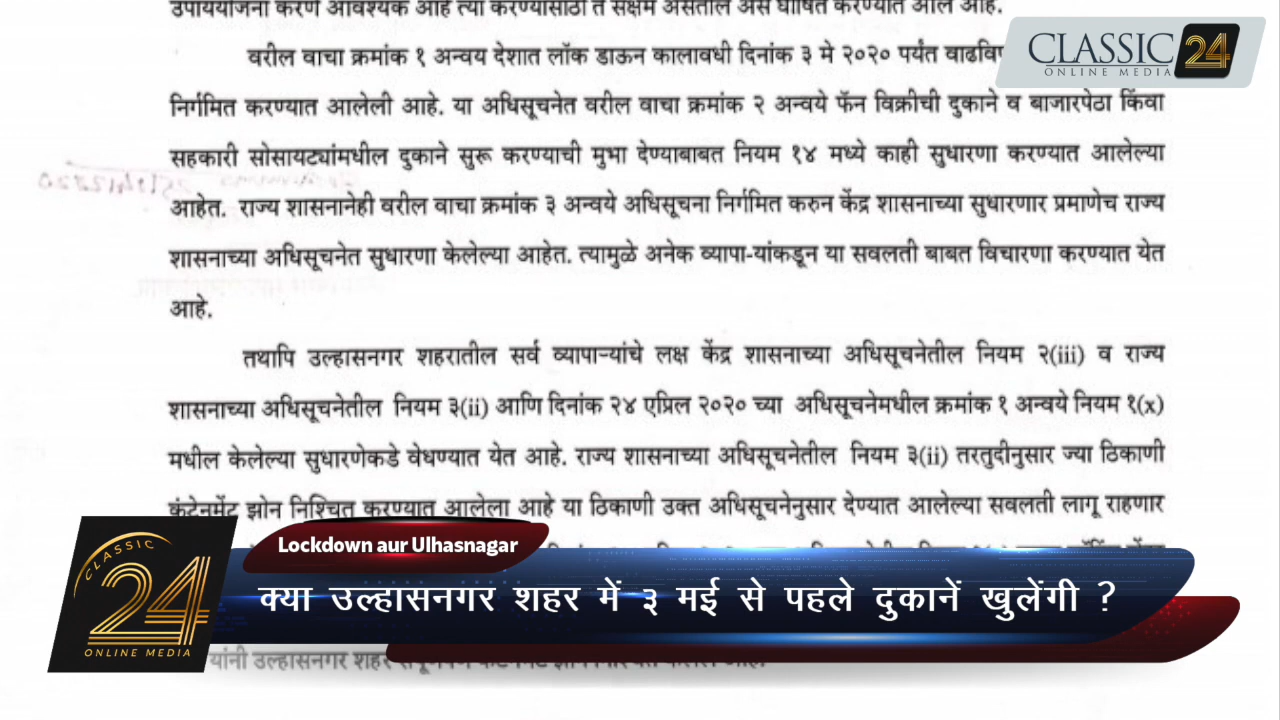 उपाययोजना करणे आवश्यक आहे त्या करण्यासाठी ते सक्षम असतील असे घोषित करण्यात आले आहे.
वरील वाचा क्रमांक १ अन्वय देशात लॉक डाऊन कालावधी दिनांक ३ मे २०२० पर्यंत
CLASSIC 24
ONLINE MEDIA
निर्गमित करण्यात आलेली आहे. या अधिसूचनेत वरील वाचा क्रमांक २ अन्वये फॅन विक्रीची दुकाने व बाजारपेठा किंवा
सहकारी सोसायट्यांमधील दुकाने सुरू करण्याची मुभा देण्याबाबत नियम १४ मध्ये काही सुधारणा करण्यात आलेल्या
आहेत. राज्य शासनानेही वरील वाचा क्रमांक ३ अन्वये अधिसूचना निर्गमित करुन केंद्र शासनाच्या सुधारणार प्रमाणेच राज्य
शासनाच्या अधिसूचनेत सुधारणा केलेल्या आहेत. त्यामुळे अनेक व्यापा-यांकडून या सवलती बाबत विचारणा करण्यात येत
आहे.
तथापि उल्हासनगर शहरातील सर्व व्यापाऱ्यांचे लक्ष केंद्र शासनाच्या अधिसूचनेतील नियम २(iii) व राज्य
शासनाच्या अधिसूचनेतील नियम ३(ii) आणि दिनांक २४ एप्रिल २०२० च्या अधिसूचनेमधील क्रमांक १ अन्वये नियम १(x)
मधील केलेल्या सुधारणेकडे वेधण्यात येत आहे. राज्य शासनाच्या अधिसूचनेतील नियम ३(ii) तरतुदीनुसार ज्या ठिकाणी
कंटेनमेंट झोन निश्चित करण्यात आलेला आहे या ठिकाणी उक्त अधिसूचनेनुसार देण्यात आलेल्या सवलती लागू राहणार
Lockdown aur Ulhasnagar
क्या उल्हासनगर शहर में ३ मई से पहले दुकानें खुलेंगी ?
CLASSIC
24
ONLINE MEDIA
यांनी उल्हासनगर शहर